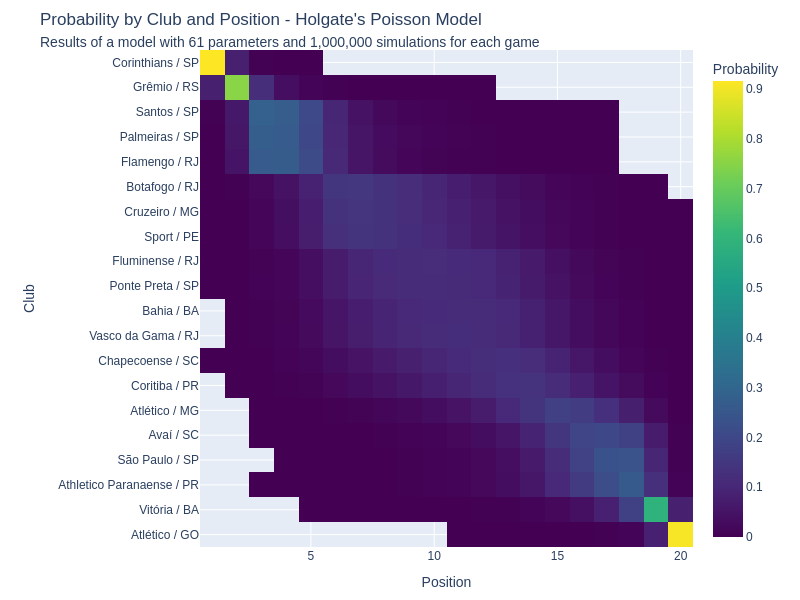 Probability by Club and Position - Holgate's Poisson Model
Results of a model with 61 parameters and 1,000,000 simulations for each game
Probability
Corinthians / SP
Grêmio / RS
Santos / SP
Palmeiras / SP
Flamengo / RJ
Botafogo / RJ
Cruzeiro / MG
Sport / PE
Fluminense / RJ
Ponte Preta / SP
Bahia / BA
Vasco da Gama / RJ
Chapecoense / SC
Coritiba / PR
Atlético / MG
Avaí / SC
São Paulo / SP
Athletico Paranaense / PR
Vitória / BA
Atlético / GO
Club
5
10
15
20
Position
0.9
0.8
0.7
0.6
0.5
0.4
0.3
0.2
0.1
0